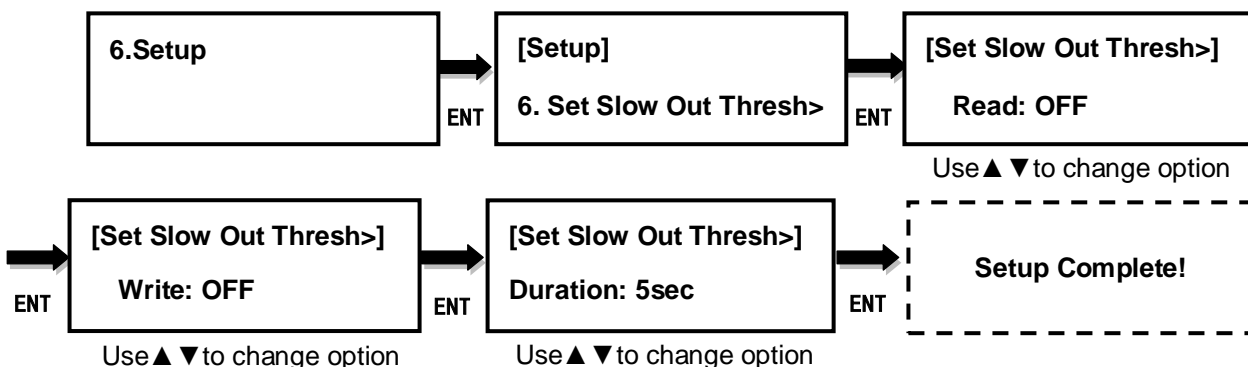 6.Setup
ENT
[Setup]
6. Set Slow Out Thresh>
ENT
[Set Slow Out Thresh>]
Read: OFF
Use▲▼to change option
ENT
[Set Slow Out Thresh>]
Write: OFF
Use▲▼to change option
ENT
[Set Slow Out Thresh>]
Duration: 5sec
Use▲▼to change option
ENT
Setup Complete!